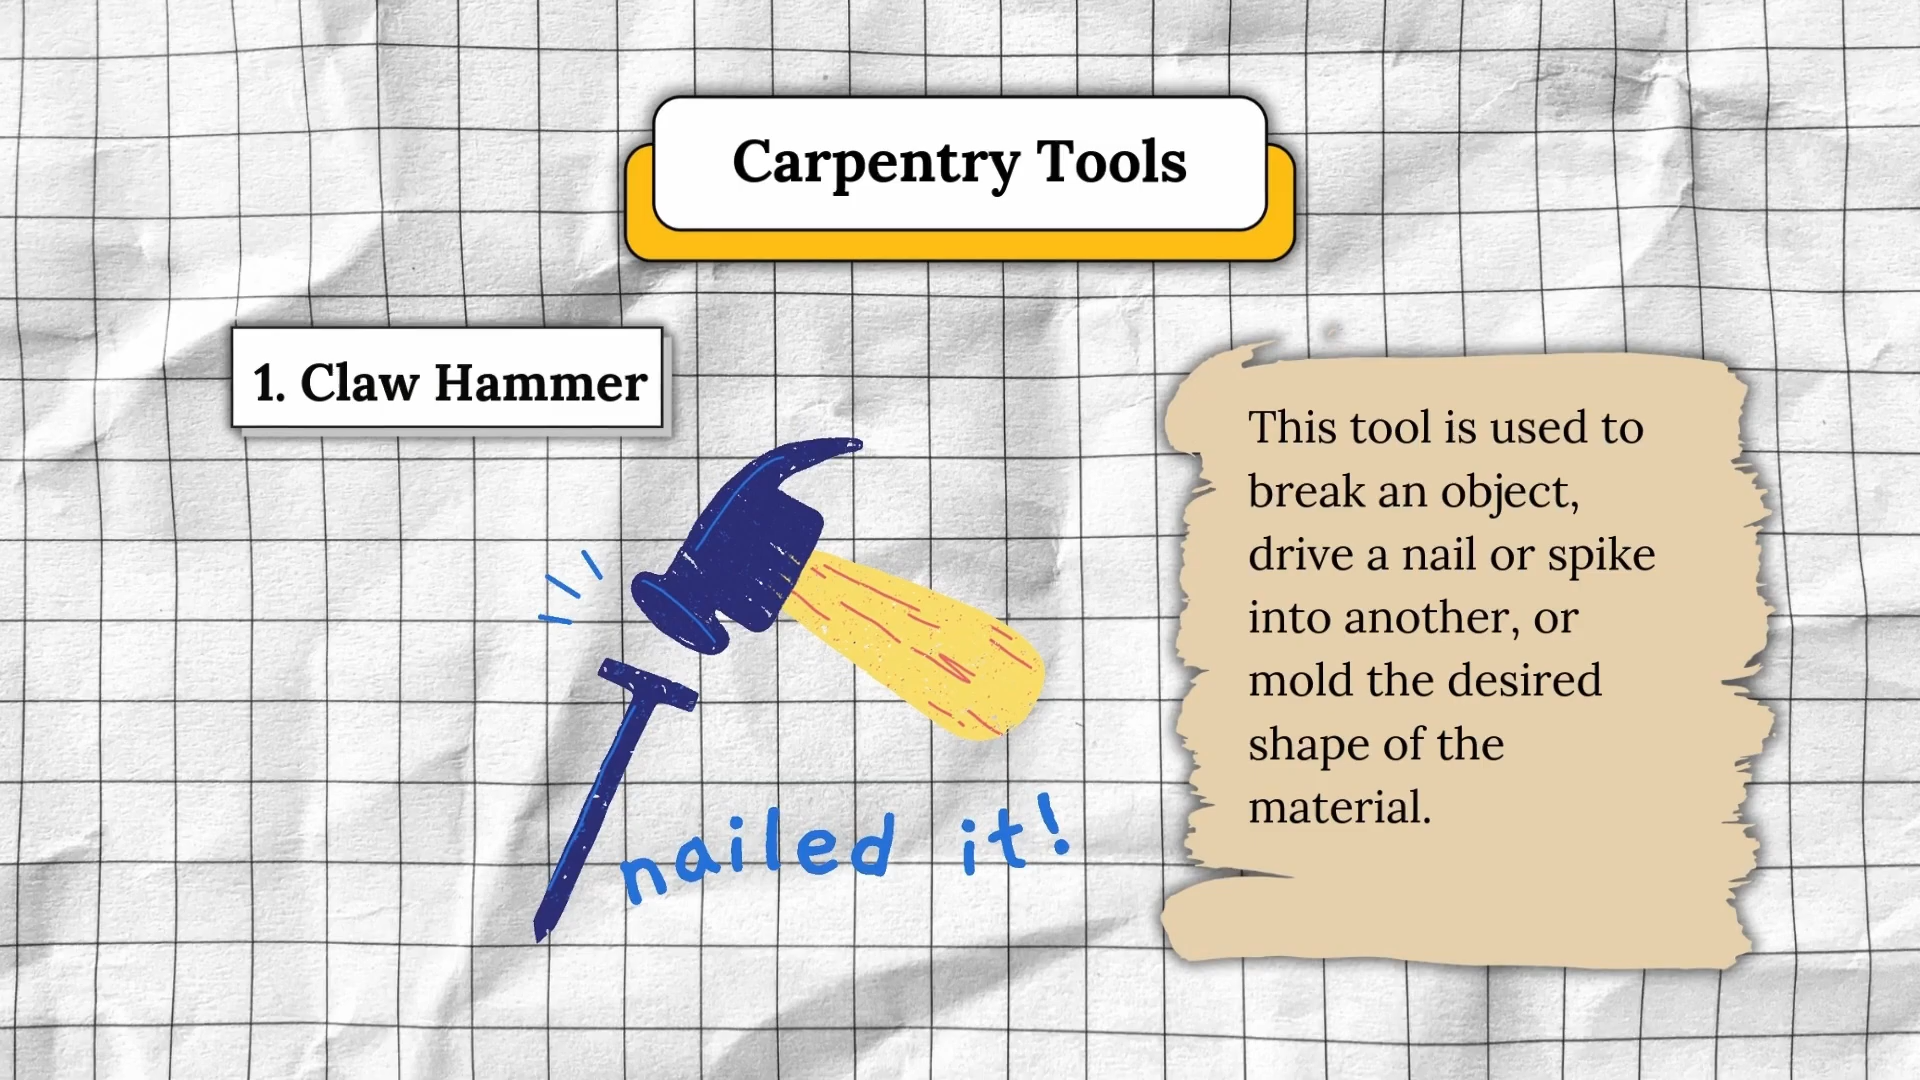 Carpentry Tools
1. Claw Hammer
This tool is used to
break an object,
drive a nail or spike
into another, or
mold the desired
shape of the
material.
nailed it!